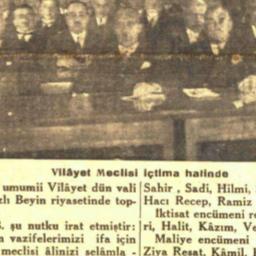 Vilâyet Meclisi içtima halinde
umumii Vilâyet dün vali
zlı Beyin riyasetinde top-
. şu nutku irat etmiştir:
vazifelerimizi ifa için
meclisi âlinizi selâmla -
Sahir , Sadi, Hilmi,
Hacı Recep, Ramiz
Iktisat encümeni re
ri, Halit, Kâzım, Ve
Maliye encümeni
Ziya Reşat, Kâmil, F